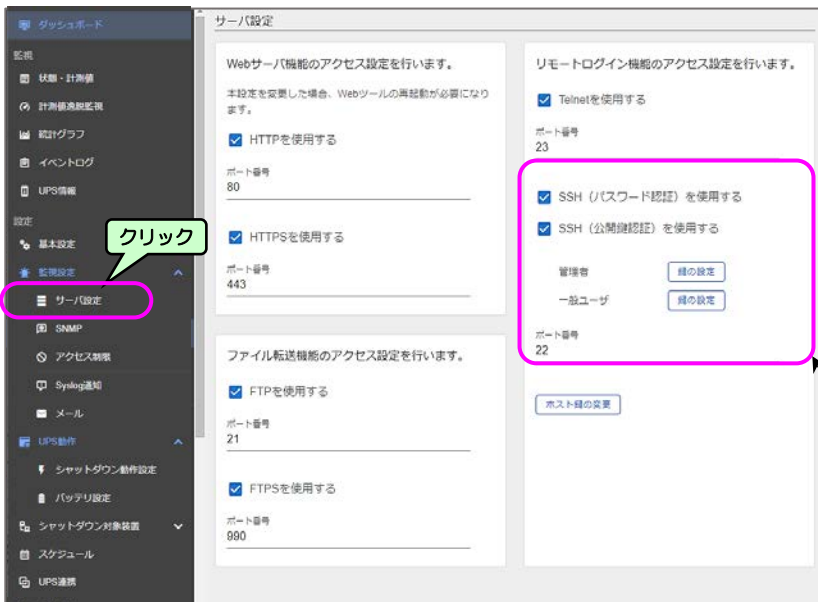 ダッシュボード
監視
状態・計測値
計測値逸脱監視
統計グラフ
イベントログ
UPS情報
設定
基本設定
クリック
監視設定
サーバ設定
SNMP
アクセス制限
Syslog通知
メール
UPS動作
シャットダウン動作設定
バッテリ設定
シャットダウン対象装置
スケジュール
UPS連携
サーバ設定
Webサーバ機能のアクセス設定を行います。
本設定を変更した場合、Webツールの再起動が必要になり
ます。
HTTPを使用する
ポート番号
80
HTTPSを使用する
ポート番号
443
ファイル転送機能のアクセス設定を行います。
FTPを使用する
ポート番号
21
FTPSを使用する
ポート番号
990
リモートログイン機能のアクセス設定を行います。
Telnetを使用する
ポート番号
23
SSH（パスワード認証）を使用する
SSH（公開鍵認証）を使用する
管理者 鍵の設定
一般ユーザ 鍵の設定
ポート番号
22
ホスト鍵の変更